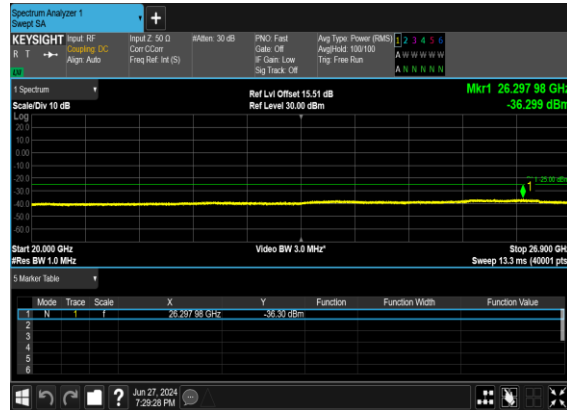 Spectrum Analyzer 1
Swept SA
+
KEYSIGHT Input: RF Input Z: 50 Ω #Atten: 30 dB PNO: Fast Avg Type: Power (RMS) 1 2 3 4 5 6
R T Coupling: DC Corr CCorr Gate: Off Avg|Hold: 100/100 A W W W W W
Align: Auto Freq Ref: Int (S) IF Gain: Low Trig: Free Run
Sig Track: Off A N N N N N
1 Spectrum Ref Lvl Offset 15.51 dB Mkr1 26.297 98 GHz
Scale/Div 10 dB Ref Level 30.00 dBm -36.299 dBm
Log
20.0
10.0
0.00
-10.0
-20.0
-25.00 dBm
1
-30.0
-40.0
-50.0
-60.0
Start 20.000 GHz Video BW 3.0 MHz* Stop 26.900 GHz
#Res BW 1.0 MHz Sweep 13.3 ms (40001 pts
5 Marker Table
Mode Trace Scale X Y Function Function Width Function Value
1 N 1 f 26.297 98 GHz -36.30 dBm
2
3
4
5
6
? Jun 27, 2024
7:29:28 PM